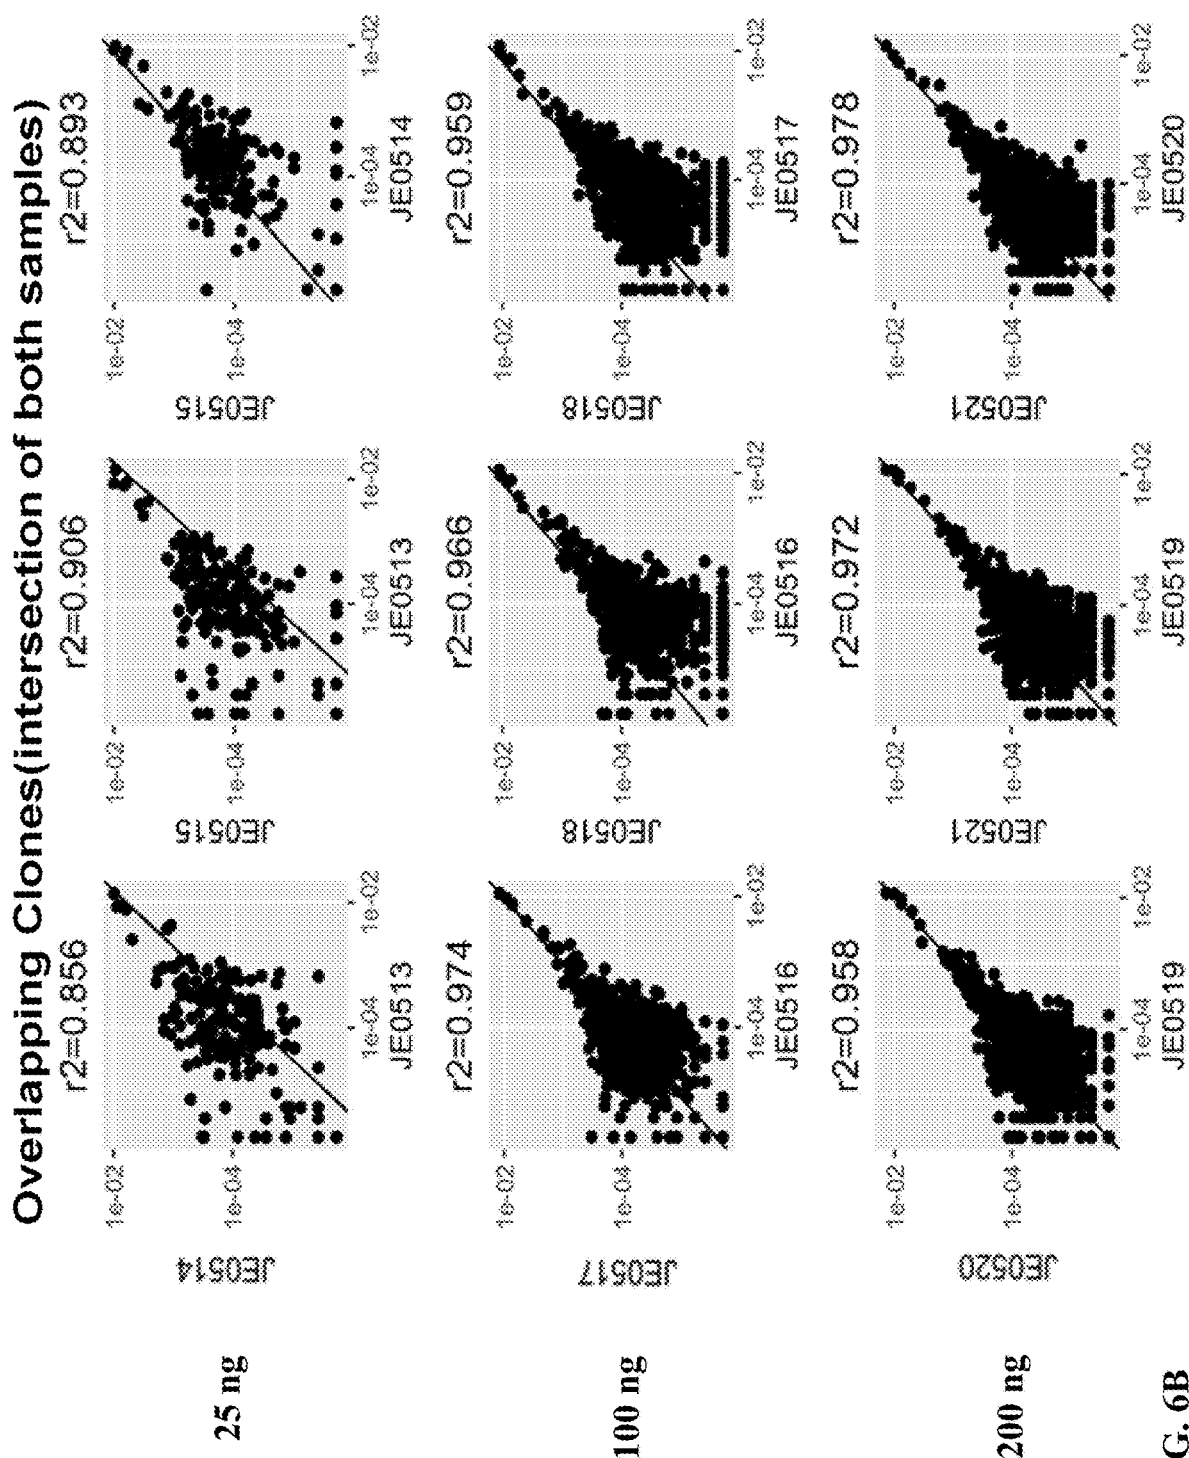 Overlapping Clones(intersection of both samples)
25 ng
r2=0.856
JE0514
1e-02
1e-04
1e-04
1e-02
JE0513
r2=0.906
JE0515
1e-02
1e-04
1e-04
1e-02
JE0513
r2=0.893
JE0515
1e-02
1e-04
1e-04
1e-02
JE0514
100 ng
r2=0.974
JE0517
1e-02
1e-04
1e-04
1e-02
JE0516
r2=0.966
JE0518
1e-02
1e-04
1e-04
1e-02
JE0516
r2=0.959
JE0518
1e-02
1e-04
1e-04
1e-02
JE0517
200 ng
r2=0.958
JE0520
1e-02
1e-04
1e-04
1e-02
JE0519
r2=0.972
JE0521
1e-02
1e-04
1e-04
1e-02
JE0519
r2=0.978
JE0521
1e-02
1e-04
1e-04
1e-02
JE0520
G. 6B